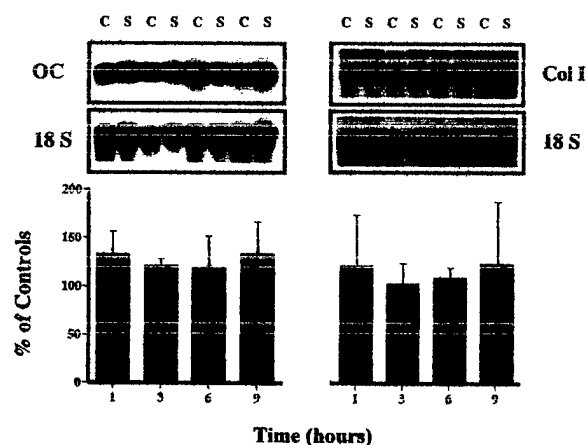 C S C S C S C S
C S C S C S C S
OC
Col I
18 S
18 S
200
150
100
50
0
% of Controls
1 3 6 9
1 3 6 9
Time (hours)